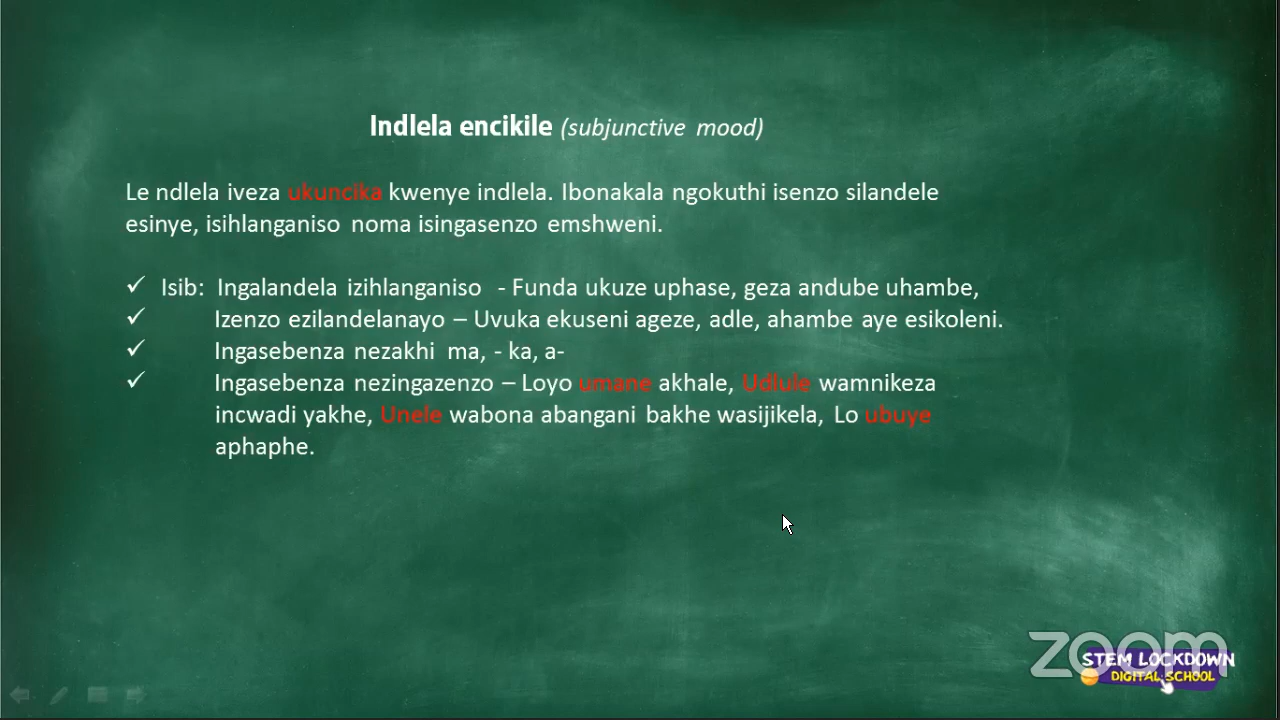 Indlela encikile (subjunctive mood)
Le ndlela iveza ukuncika kwenye indlela. Ibonakala ngokuthi isenzo silandele
esinye, isihlanganiso noma isingasenzo emshweni.
✓ Isib: Ingalandela izihlanganiso - Funda ukuze uphase, geza andube uhambe,
✓ Izenzo ezilandelanayo – Uvuka ekuseni ageze, adle, ahambe aye esikoleni.
✓ Ingasebenza nezakhi ma, - ka, a-
✓ Ingasebenza nezingazenzo – Loyo umane akhale, Udlule wamnikeza
incwadi yakhe, Unele wabona abangani bakhe wasijikela, Lo ubuye
aphaphe.
zoom
STEM LOCKDOWN
DIGITAL SCHOOL